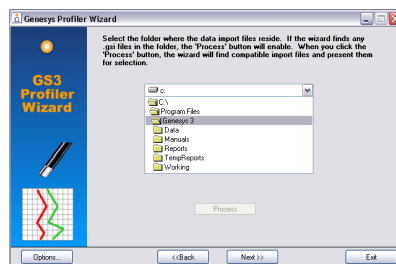 Genesys Profiler Wizard
Select the folder where the data import files reside. If the wizard finds any
.gsi files in the folder, the 'Process' button will enable. When you click the
'Process' button, the wizard will find compatible import files and present them
for selection.
GS3
Profiler
Wizard
c:
C:\
Program Files
Genesys 3
Data
Manuals
Reports
TempReports
Working
Process
Options...
<<Back
Next >>
Exit